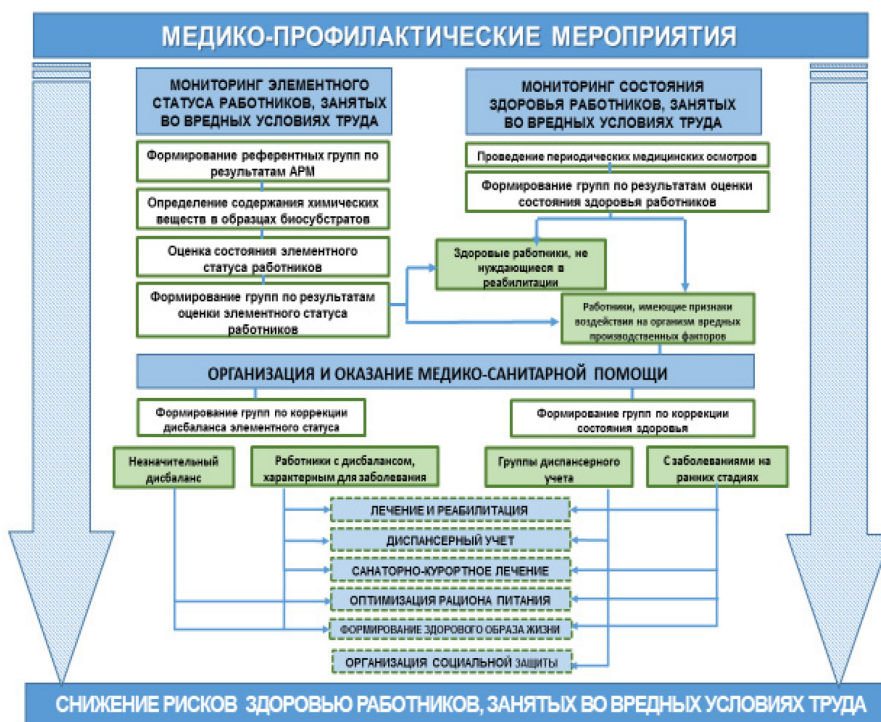 МЕДИКО-ПРОФИЛАКТИЧЕСКИЕ МЕРОПРИЯТИЯ
МОНИТОРИНГ ЭЛЕМЕНТНОГО
СТАТУСА РАБОТНИКОВ, ЗАНЯТЫХ
ВО ВРЕДНЫХ УСЛОВИЯХ ТРУДА
Формирование референтных групп по
результатам АРМ
Определение содержания химических
веществ в образцах биосубстратов
Оценка состояния элементного
статуса работников
Формирование групп по результатам
оценки элементного статуса
работников
МОНИТОРИНГ СОСТОЯНИЯ
ЗДОРОВЬЯ РАБОТНИКОВ, ЗАНЯТЫХ
ВО ВРЕДНЫХ УСЛОВИЯХ ТРУДА
Проведение периодических медицинских осмотров
Формирование групп по результатам оценки
состояния здоровья работников
Здоровые работники, не
нуждающиеся в
реабилитации
Работники, имеющие признаки
воздействия на организм вредных
производственных факторов
ОРГАНИЗАЦИЯ И ОКАЗАНИЕ МЕДИКО-САНИТАРНОЙ ПОМОЩИ
Формирование групп по коррекции
дисбаланса элементного статуса
Формирование групп по коррекции
состояния здоровья
Незначительный
дисбаланс
Работники с дисбалансом,
характерным для заболевания
Группы диспансерного
учета
С заболеваниями на
ранних стадиях
ЛЕЧЕНИЕ И РЕАБИЛИТАЦИЯ
ДИСПАНСЕРНЫЙ УЧЕТ
САНАТОРНО-КУРОРТНОЕ ЛЕЧЕНИЕ
ОПТИМИЗАЦИЯ РАЦИОНА ПИТАНИЯ
ФОРМИРОВАНИЕ ЗДОРОВОГО ОБРАЗА ЖИЗНИ
ОРГАНИЗАЦИЯ СОЦИАЛЬНОЙ ЗАЩИТЫ
СНИЖЕНИЕ РИСКОВ ЗДОРОВЬЮ РАБОТНИКОВ, ЗАНЯТЫХ ВО ВРЕДНЫХ УСЛОВИЯХ ТРУДА